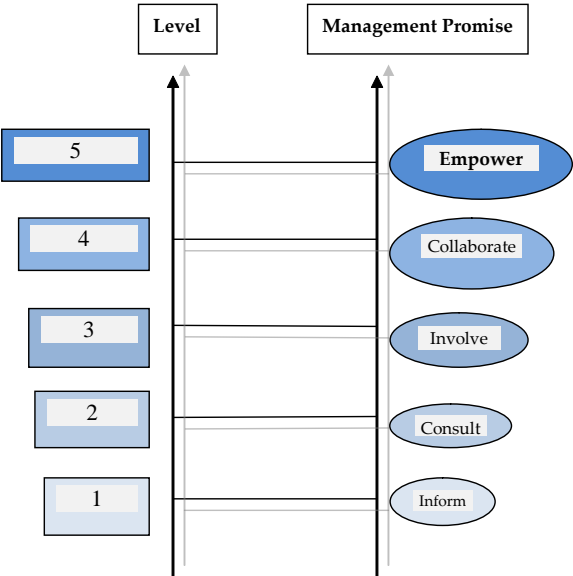 Level
Management Promise
5
Empower
4
Collaborate
3
Involve
2
Consult
1
Inform